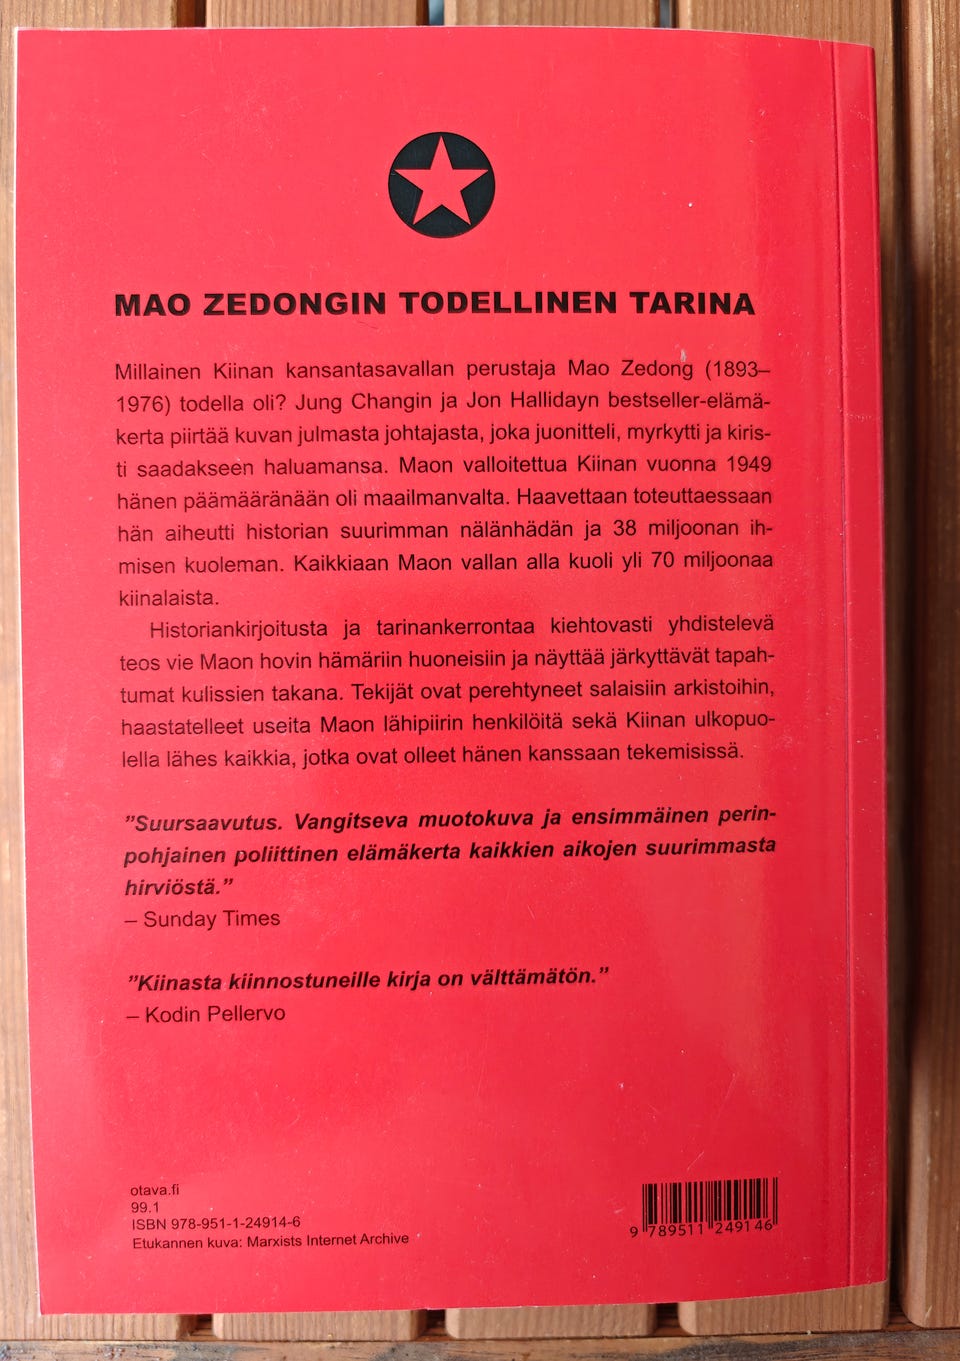 MAO ZEDONGIN TODELLINEN TARINA
Millainen Kiinan kansantasavallan perustaja Mao Zedong (1893–
1976) todella oli? Jung Changin ja Jon Hallidayn bestseller-elämä-
kerta piirtää kuvan julmasta johtajasta, joka juonitteli, myrkytti ja kiris-
ti saadakseen haluamansa. Maon valloitettua Kiinan vuonna 1949
hänen päämääränään oli maailmanvalta. Haavettaan toteuttaessaan
hän aiheutti historian suurimman nälänhädän ja 38 miljoonan ih-
misen kuoleman. Kaikkiaan Maon vallan alla kuoli yli 70 miljoonaa
kiinalaista.
Historiankirjoitusta ja tarinankerrontaa kiehtovasti yhdistelevä
teos vie Maon hovin hämäriin huoneisiin ja näyttää järkyttävät tapah-
tumat kulissien takana. Tekijät ovat perehtyneet salaisiin arkistoihin,
haastatelleet useita Maon lähipiirin henkilöitä sekä Kiinan ulkopuo-
lella lähes kaikkia, jotka ovat olleet hänen kanssaan tekemisissä.
”Suursaavutus. Vangitseva muotokuva ja ensimmäinen perin-
pohjainen poliittinen elämäkerta kaikkien aikojen suurimmasta
hirviöstä.”
– Sunday Times
”Kiinasta kiinnostuneille kirja on välttämätön.”
– Kodin Pellervo
otava.fi
99.1
ISBN 978-951-1-24914-6
Etukannen kuva: Marxists Internet Archive
9 789511 249146